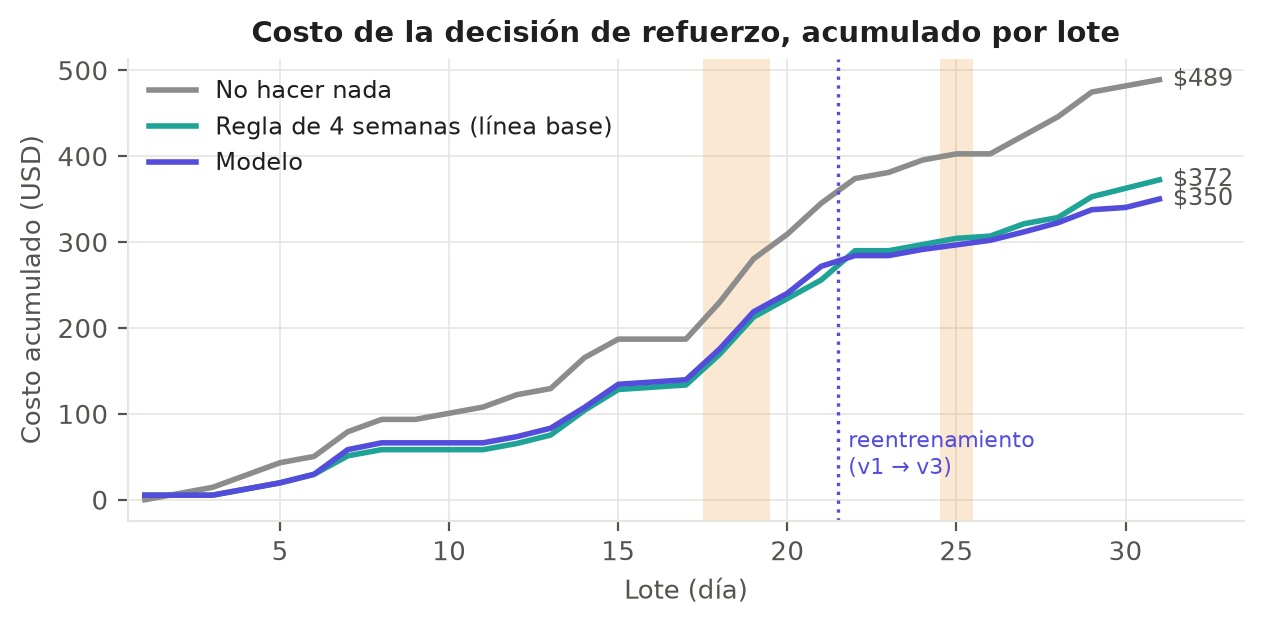 Costo de la decisión de refuerzo, acumulado por lote
Costo acumulado (USD)
500
400
300
200
100
0
No hacer nada
Regla de 4 semanas (línea base)
Modelo
$489
$372
$350
reentrenamiento
(v1 → v3)
5
10
15
20
25
30
Lote (día)